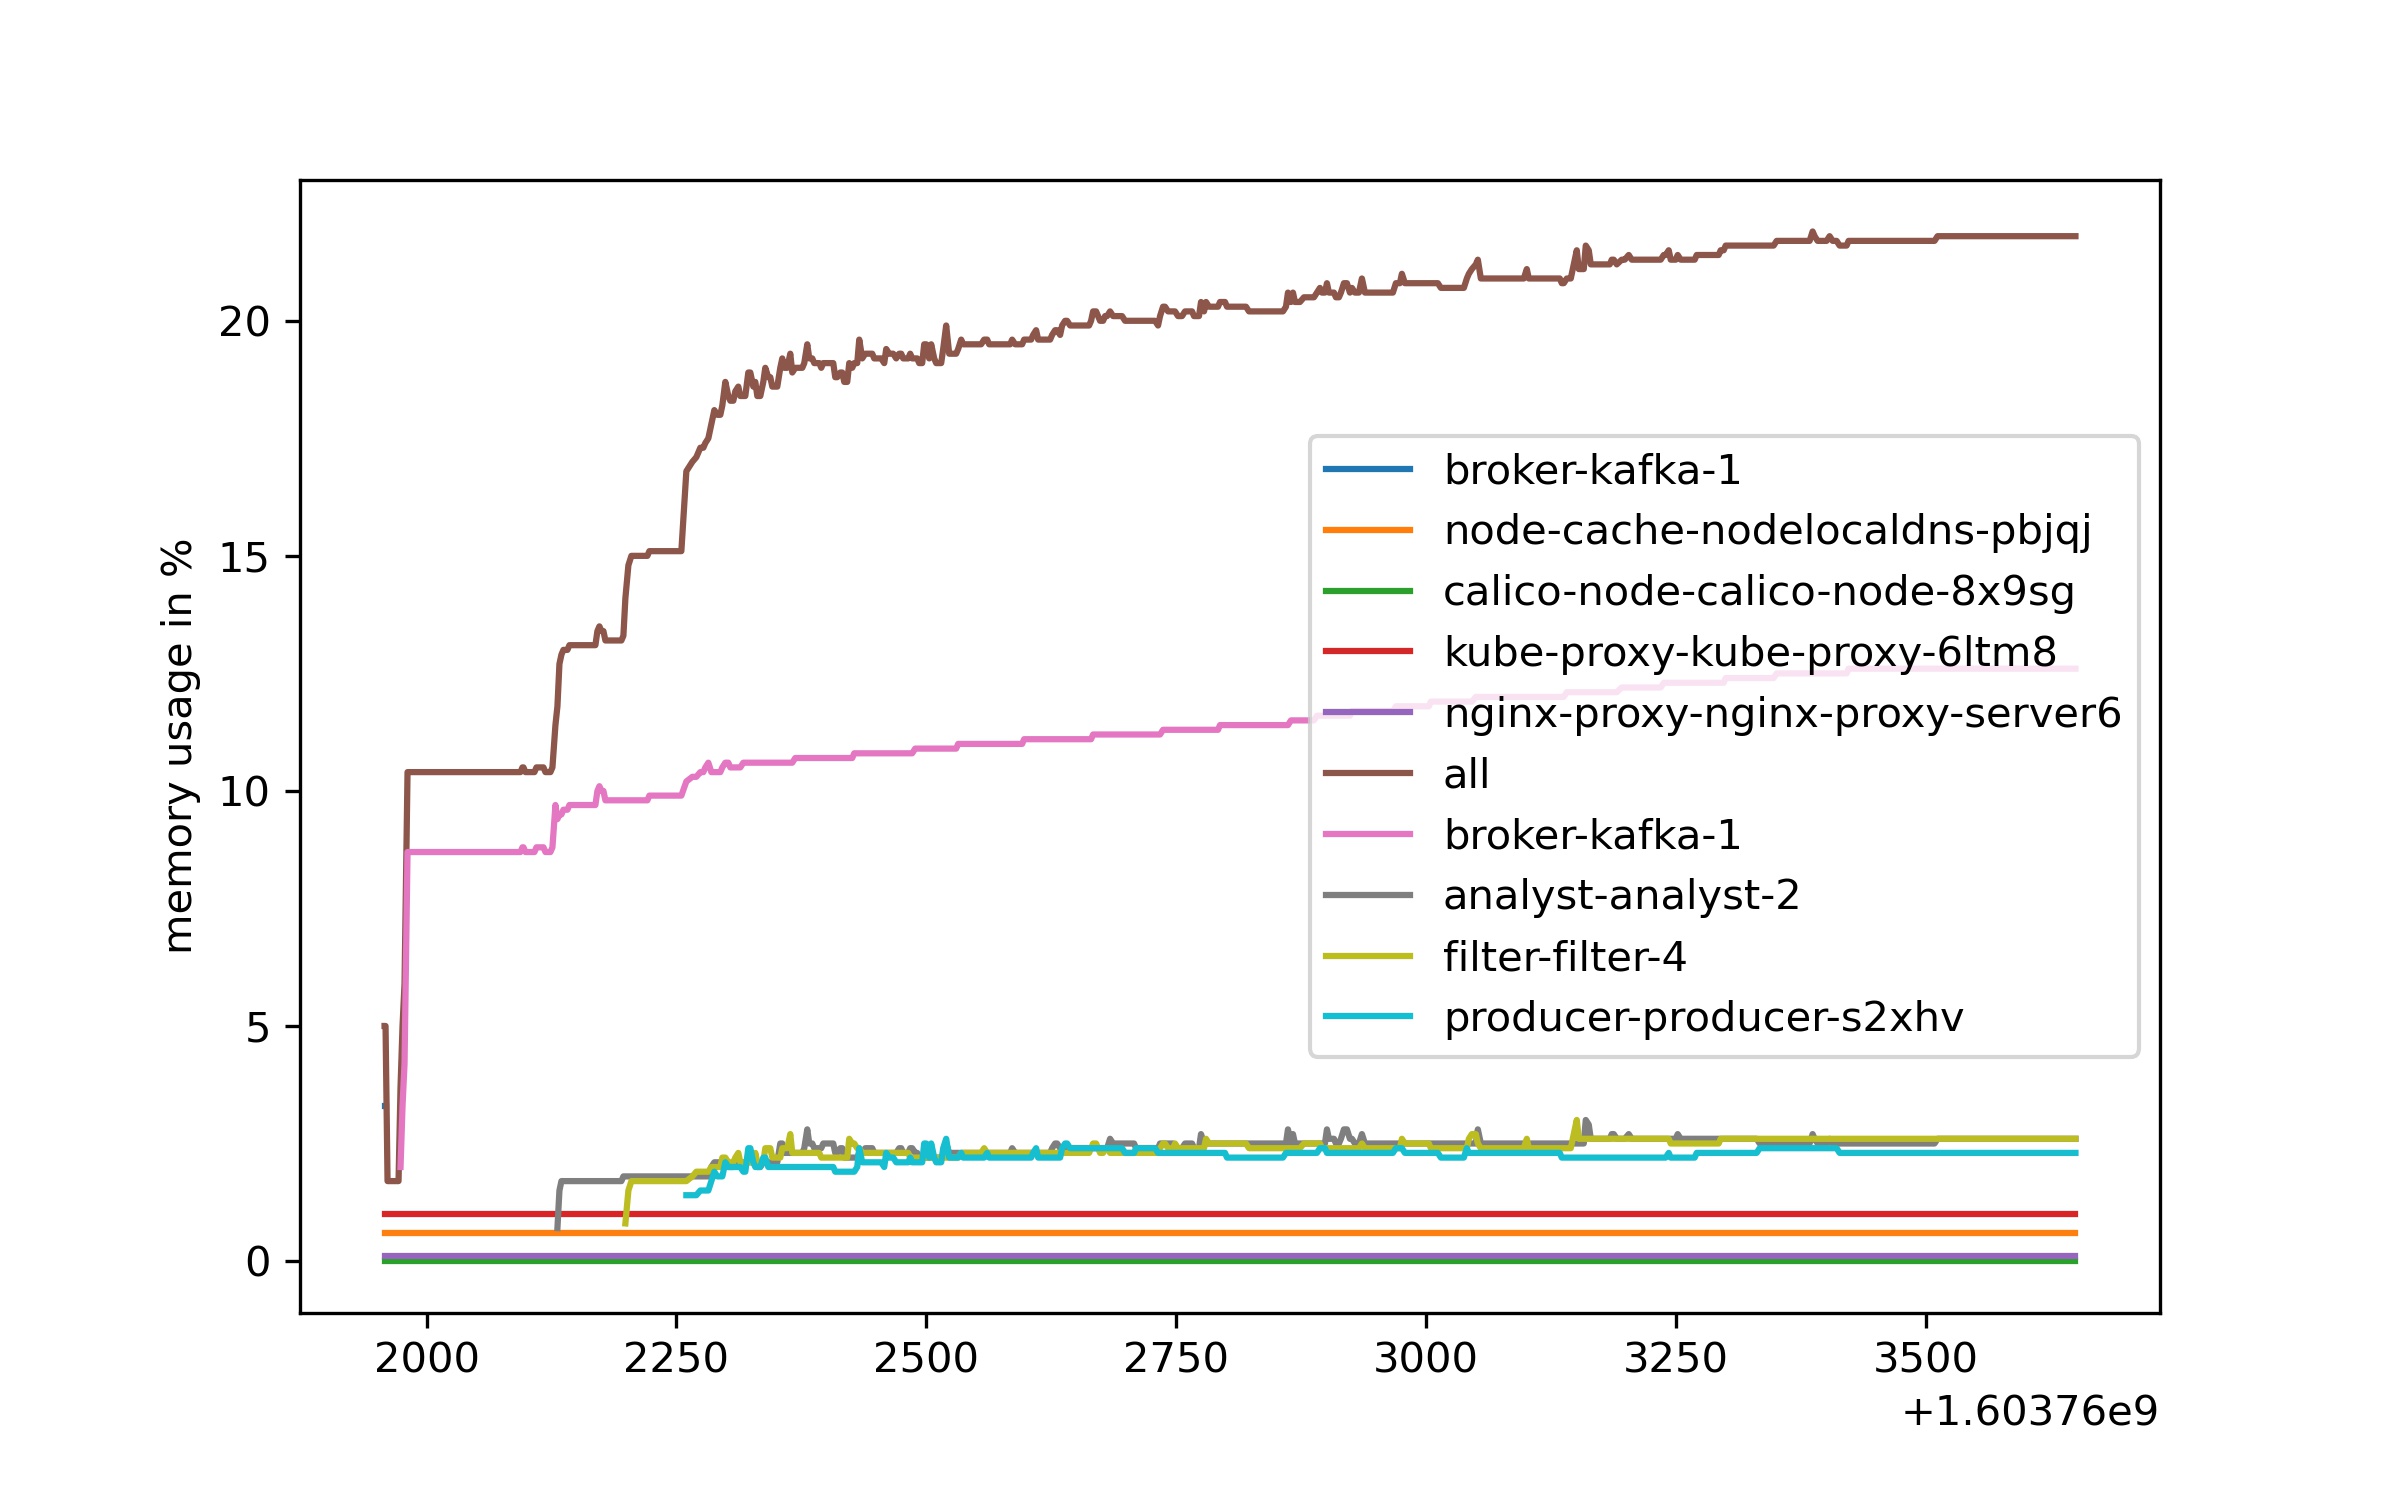 memory usage in %
20
15
10
5
0
broker-kafka-1
node-cache-nodelocaldns-pbjqj
calico-node-calico-node-8x9sg
kube-proxy-kube-proxy-6ltm8
nginx-proxy-nginx-proxy-server6
all
broker-kafka-1
analyst-analyst-2
filter-filter-4
producer-producer-s2xhv
2000 2250 2500 2750 3000 3250 3500
+1.60376e9